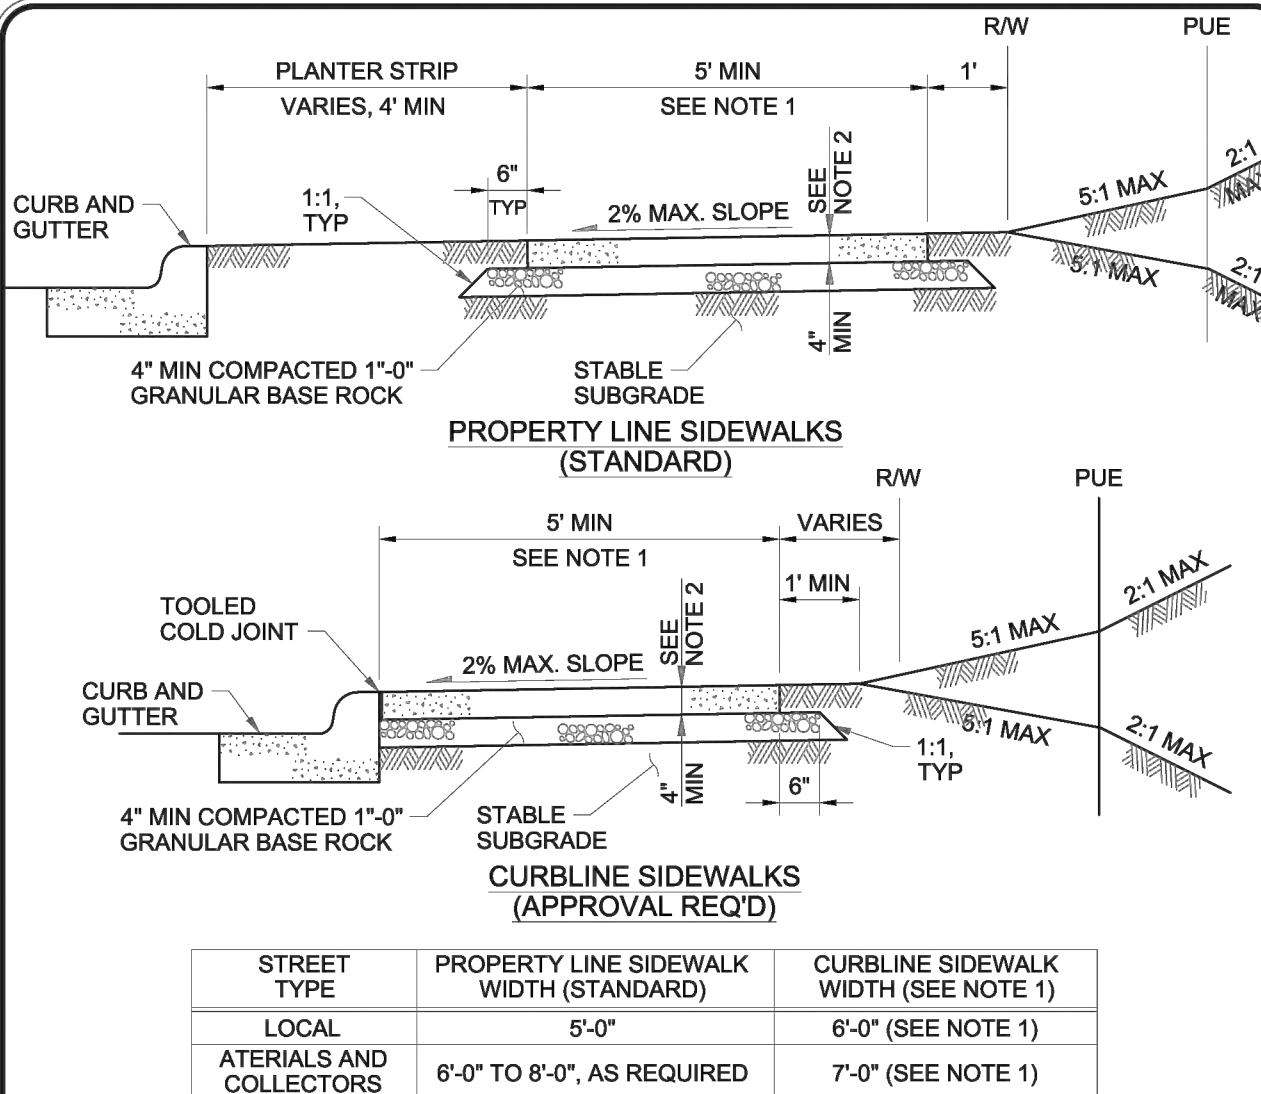 R/W
PUE
PLANTER STRIP
VARIES, 4' MIN
5' MIN
SEE NOTE 1
1'
SEE
NOTE 2
6"
TYP
1:1,
TYP
2% MAX. SLOPE
CURB AND
GUTTER
5:1 MAX
2:1
MAX
5:1 MAX
2:1
MAX
4"
MIN
4" MIN COMPACTED 1"-0"
GRANULAR BASE ROCK
STABLE
SUBGRADE
PROPERTY LINE SIDEWALKS
(STANDARD)
R/W
PUE
5' MIN
SEE NOTE 1
VARIES
1' MIN
SEE
NOTE 2
TOOLED
COLD JOINT
2% MAX. SLOPE
CURB AND
GUTTER
5:1 MAX
2:1 MAX
5:1 MAX
2:1 MAX
1:1,
TYP
6"
4"
MIN
4" MIN COMPACTED 1"-0"
GRANULAR BASE ROCK
STABLE
SUBGRADE
CURBLINE SIDEWALKS
(APPROVAL REQ'D)
STREET
TYPE
PROPERTY LINE SIDEWALK
WIDTH (STANDARD)
CURBLINE SIDEWALK
WIDTH (SEE NOTE 1)
LOCAL
5'-0"
6'-0" (SEE NOTE 1)
ATERIALS AND
COLLECTORS
6'-0" TO 8'-0", AS REQUIRED
7'-0" (SEE NOTE 1)